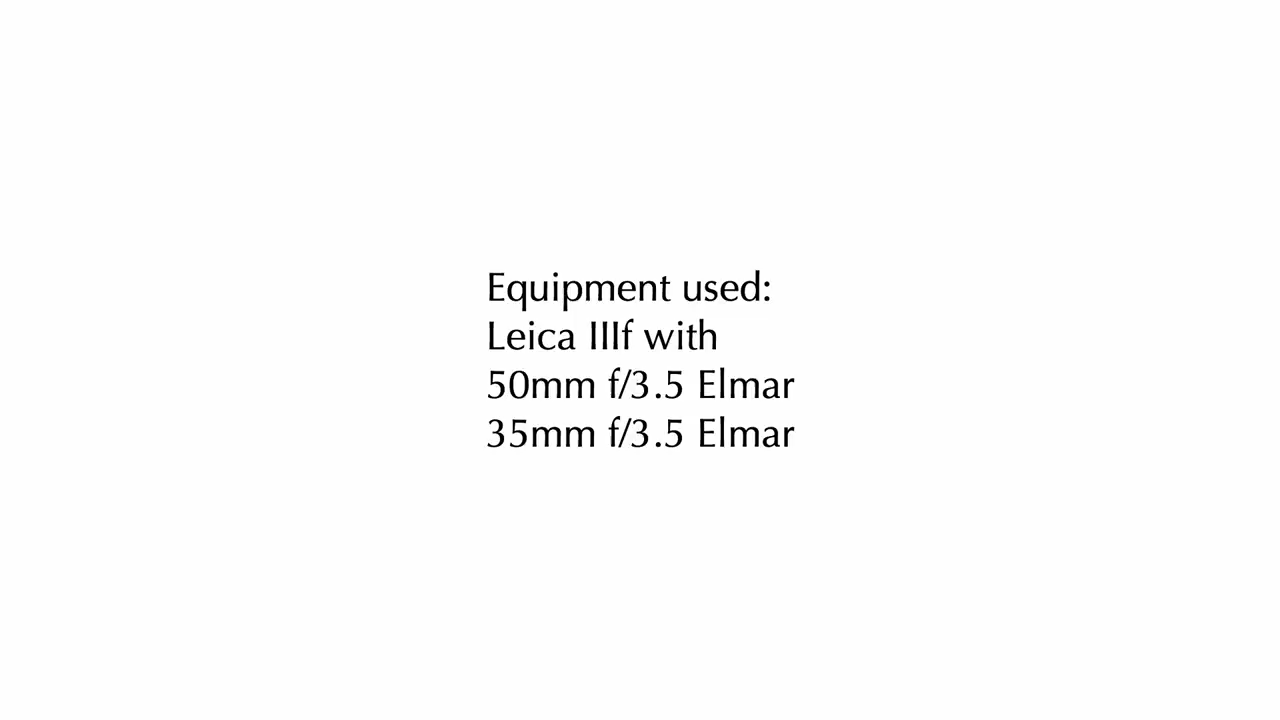 Equipment used:
Leica IIIf with
50mm f/3.5 Elmar
35mm f/3.5 Elmar